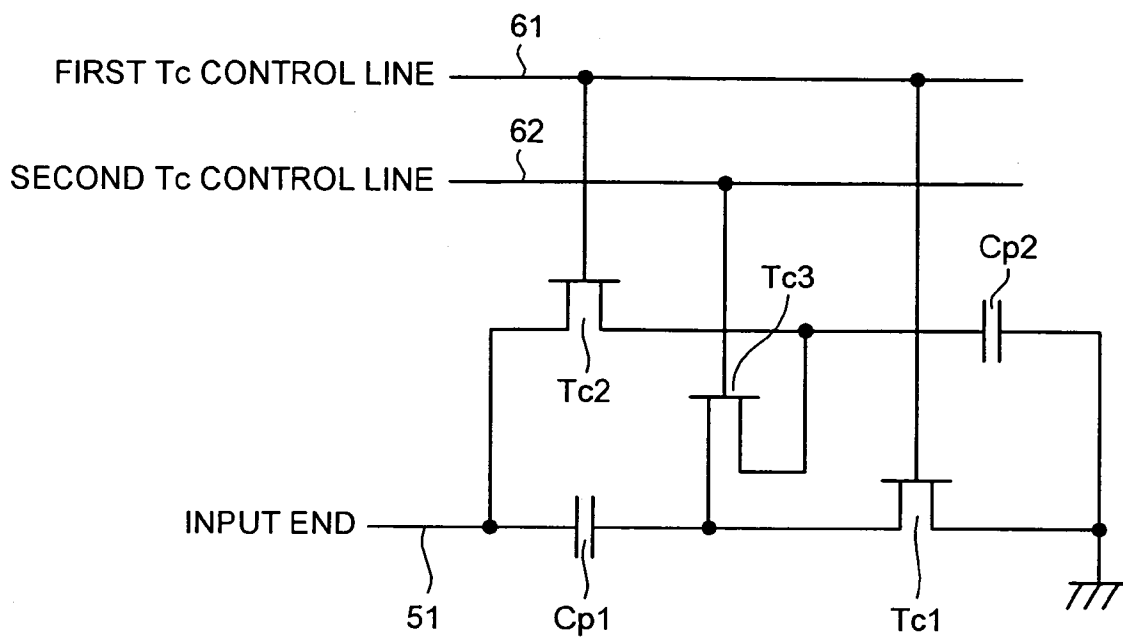 61
FIRST Tc CONTROL LINE
62
SECOND Tc CONTROL LINE
Cp2
Tc3
Tc2
INPUT END
51
Cp1
Tc1